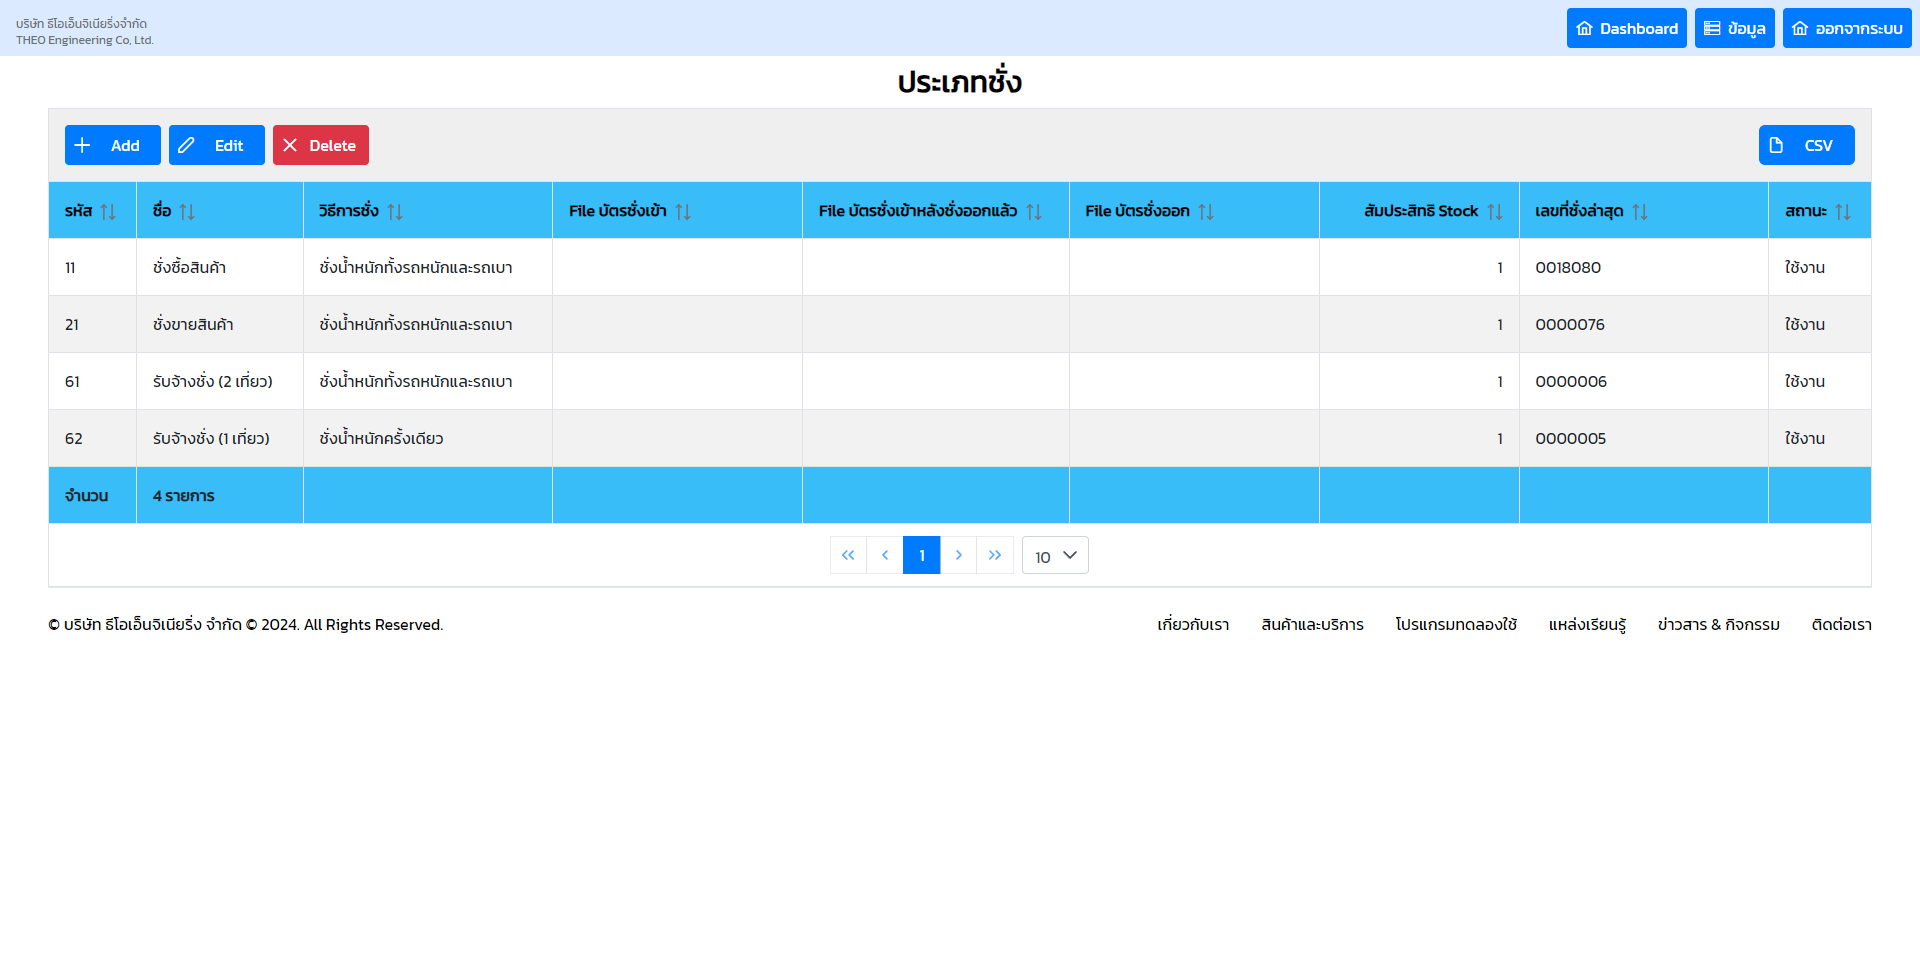 บริษัท ธีโอเอ็นจิเนียริ่งจำกัด
THEO Engineering Co, Ltd.
Dashboard ข้อมูล ออกจากระบบ
ประเภทชั่ง
Add Edit Delete CSV
รหัส ชื่อ วิธีการชั่ง File บัตรชั่งเข้า File บัตรชั่งเข้าหลังชั่งออกแล้ว File บัตรชั่งออก สัมประสิทธิ Stock เลขที่ชั่งล่าสุด สถานะ
11 ชั่งซื้อสินค้า ชั่งน้ำหนักทั้งรถหนักและรถเบา 1 0018080 ใช้งาน
21 ชั่งขายสินค้า ชั่งน้ำหนักทั้งรถหนักและรถเบา 1 0000076 ใช้งาน
61 รับจ้างชั่ง (2 เที่ยว) ชั่งน้ำหนักทั้งรถหนักและรถเบา 1 0000006 ใช้งาน
62 รับจ้างชั่ง (1 เที่ยว) ชั่งน้ำหนักครั้งเดียว 1 0000005 ใช้งาน
จำนวน 4 รายการ
1 10
© บริษัท ธีโอเอ็นจิเนียริ่ง จำกัด © 2024. All Rights Reserved. เกี่ยวกับเรา สินค้าและบริการ โปรแกรมทดลองใช้ แหล่งเรียนรู้ ข่าวสาร & กิจกรรม ติดต่อเรา